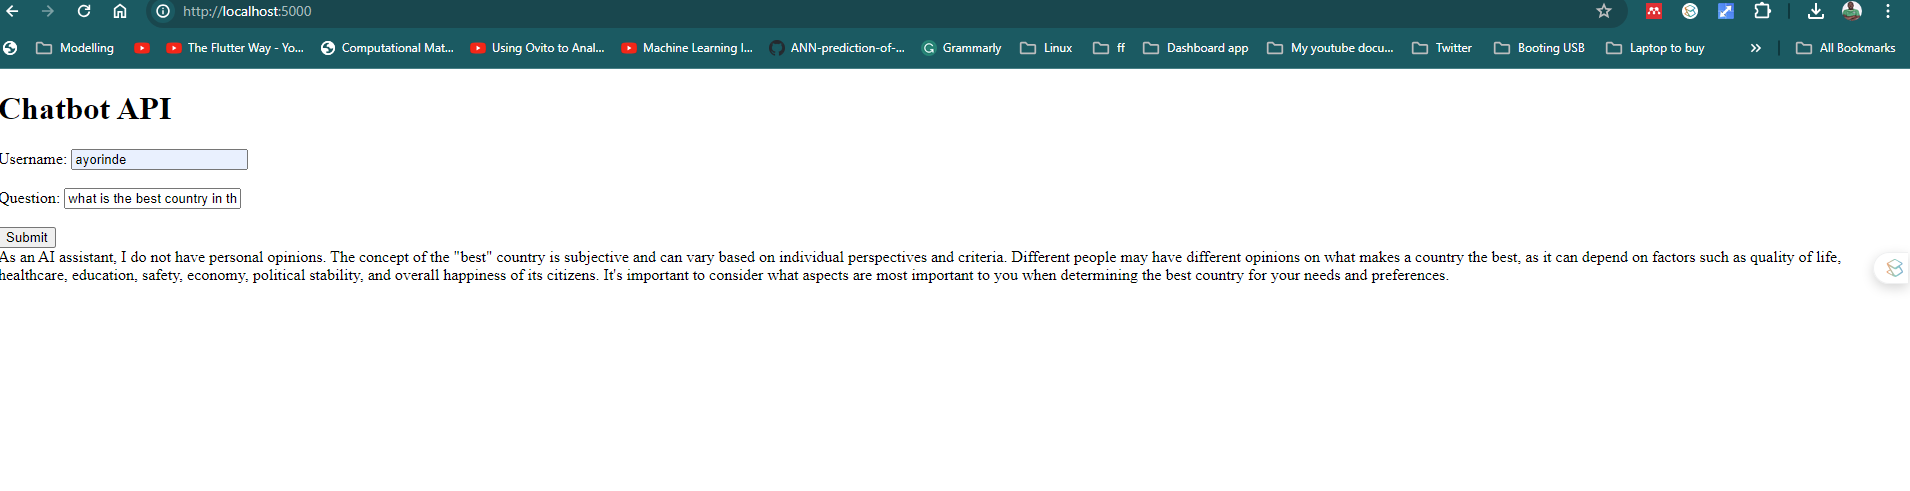 http://localhost:5000
Modelling The Flutter Way - Yo... Computational Mat... Using Ovito to Anal... Machine Learning I... ANN-prediction-of-... G Grammarly Linux ff Dashboard app My youtube docu... Twitter Booting USB Laptop to buy » All Bookmarks
Chatbot API
Username: ayorinde
Question: what is the best country in th
Submit
As an AI assistant, I do not have personal opinions. The concept of the "best" country is subjective and can vary based on individual perspectives and criteria. Different people may have different opinions on what makes a country the best, as it can depend on factors such as quality of life,
healthcare, education, safety, economy, political stability, and overall happiness of its citizens. It's important to consider what aspects are most important to you when determining the best country for your needs and preferences.